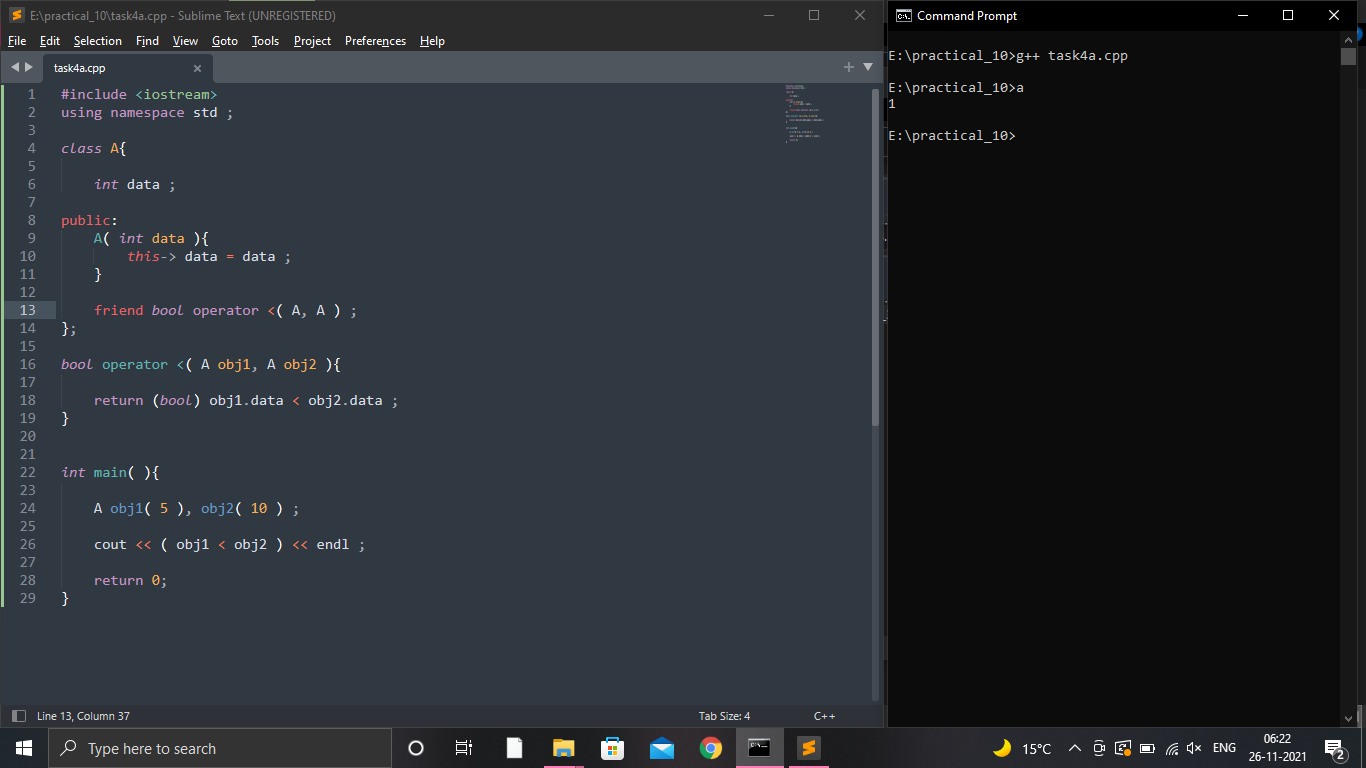 E:\practical_10\task4a.cpp - Sublime Text (UNREGISTERED)
File Edit Selection Find View Goto Tools Project Preferences Help
task4a.cpp
1 #include <iostream>
2 using namespace std ;
3
4 class A{
5
6 int data ;
7
8 public:
9 A( int data ){
10 this-> data = data ;
11 }
12
13 friend bool operator <( A, A ) ;
14 };
15
16 bool operator <( A obj1, A obj2 ){
17
18 return (bool) obj1.data < obj2.data ;
19 }
20
21
22 int main( ){
23
24 A obj1( 5 ), obj2( 10 ) ;
25
26 cout << ( obj1 < obj2 ) << endl ;
27
28 return 0;
29 }
Line 13, Column 37
Tab Size: 4
C++
C:\.
Command Prompt
E:\practical_10>g++ task4a.cpp
E:\practical_10>a
1
E:\practical_10>
Type here to search
15°C
ENG
06:22
26-11-2021
2